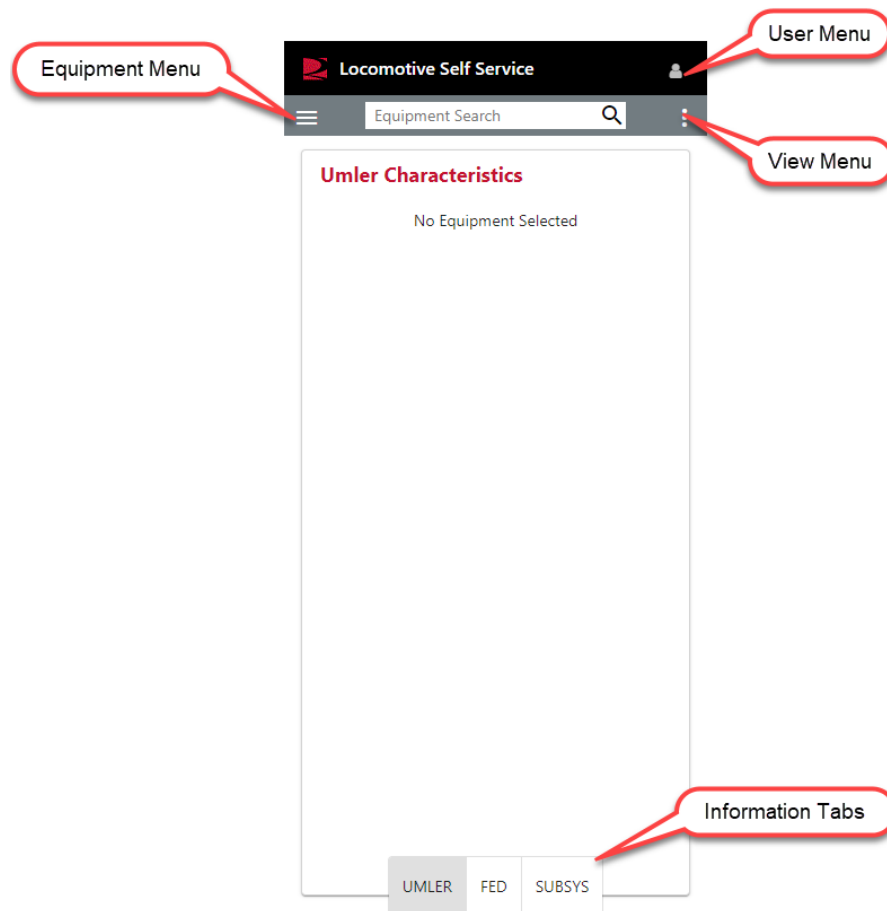 User Menu
Equipment Menu
Locomotive Self Service
Equipment Search
View Menu
Umler Characteristics
No Equipment Selected
Information Tabs
UMLER FED SUBSYS